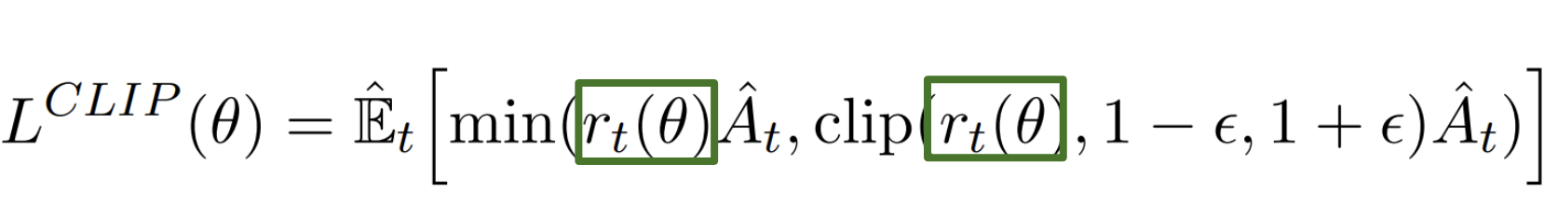 L^{CLIP}(θ) = Ê_t[min(r_t(θ)Â_t, clip(r_t(θ), 1 − ϵ, 1 + ϵ)Â_t)]